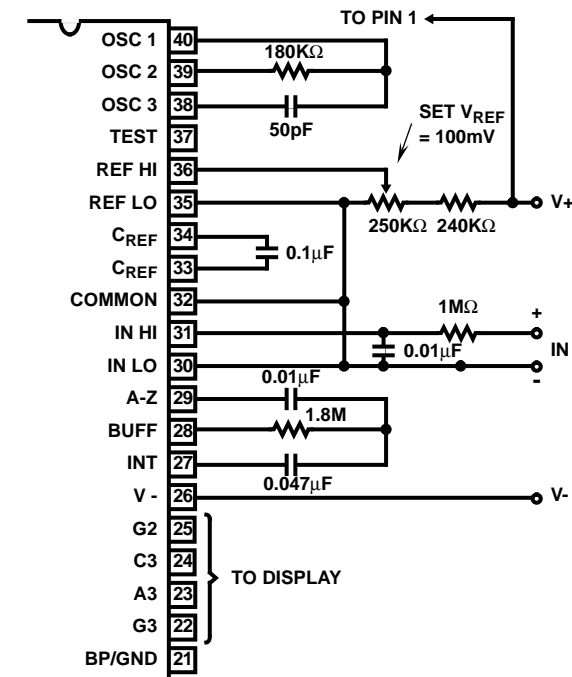 TO PIN 1
OSC 1 40
180KΩ
OSC 2 39
OSC 3 38
50pF
TEST 37
SET VREF
= 100mV
REF HI 36
REF LO 35
V+
250KΩ 240KΩ
CREF 34
0.1μF
CREF 33
COMMON 32
1MΩ
+
IN HI 31
0.01μF
IN
IN LO 30
-
0.01μF
A-Z 29
1.8M
BUFF 28
INT 27
0.047μF
V - 26
V-
G2 25
C3 24
TO DISPLAY
A3 23
G3 22
BP/GND 21